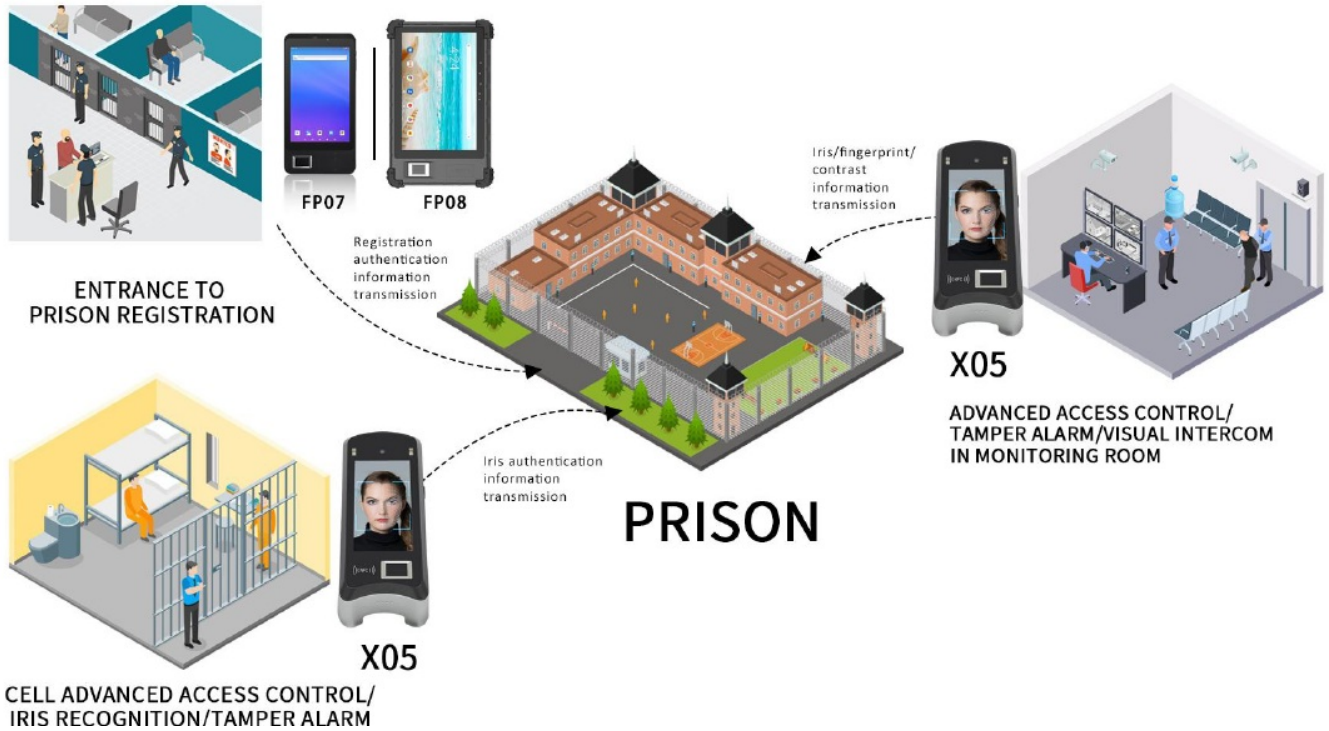 FP07
FP08
ENTRANCE TO
PRISON REGISTRATION
Registration
authentication
information
transmission
Iris/fingerprint/
contrast
information
transmission
X05
ADVANCED ACCESS CONTROL/
TAMPER ALARM/VISUAL INTERCOM
IN MONITORING ROOM
Iris authentication
information
transmission
PRISON
X05
CELL ADVANCED ACCESS CONTROL/
IRIS RECOGNITION/TAMPER ALARM